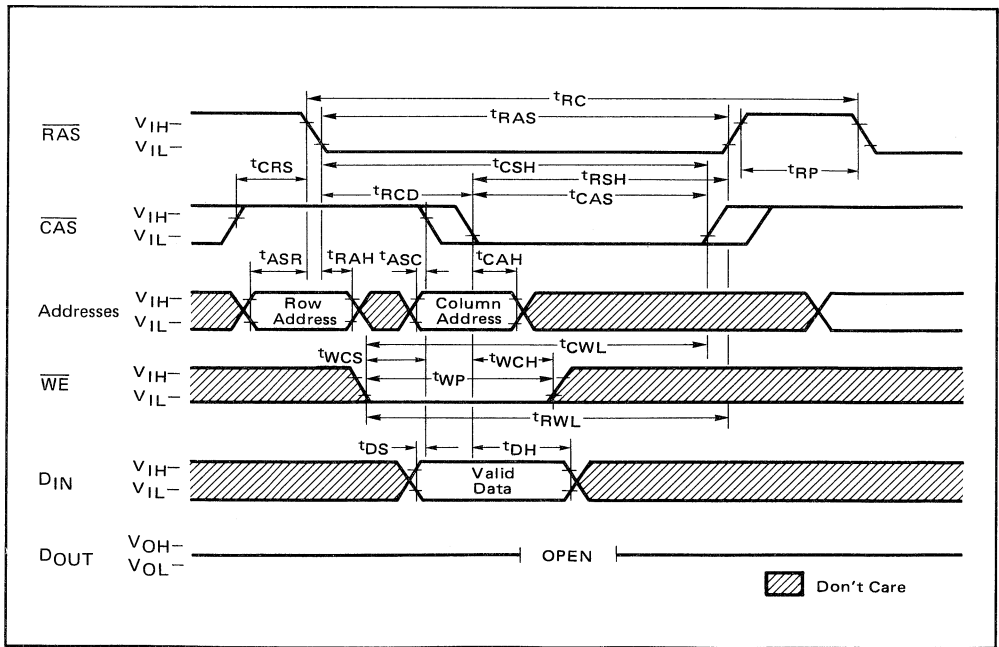 tRC
RAS
VIH–
VIL–
tRAS
tCRS
tCSH
tRSH
tRP
tRCD
tCAS
CAS
VIH–
VIL–
tASR
tRAH
tASC
tCAH
Addresses
VIH–
VIL–
Row
Address
Column
Address
tCWL
tWCS
tWCH
WE
VIH–
VIL–
tWP
tRWL
tDS
tDH
DIN
VIH–
VIL–
Valid
Data
DOUT
VOH–
VOL–
OPEN
Don't Care